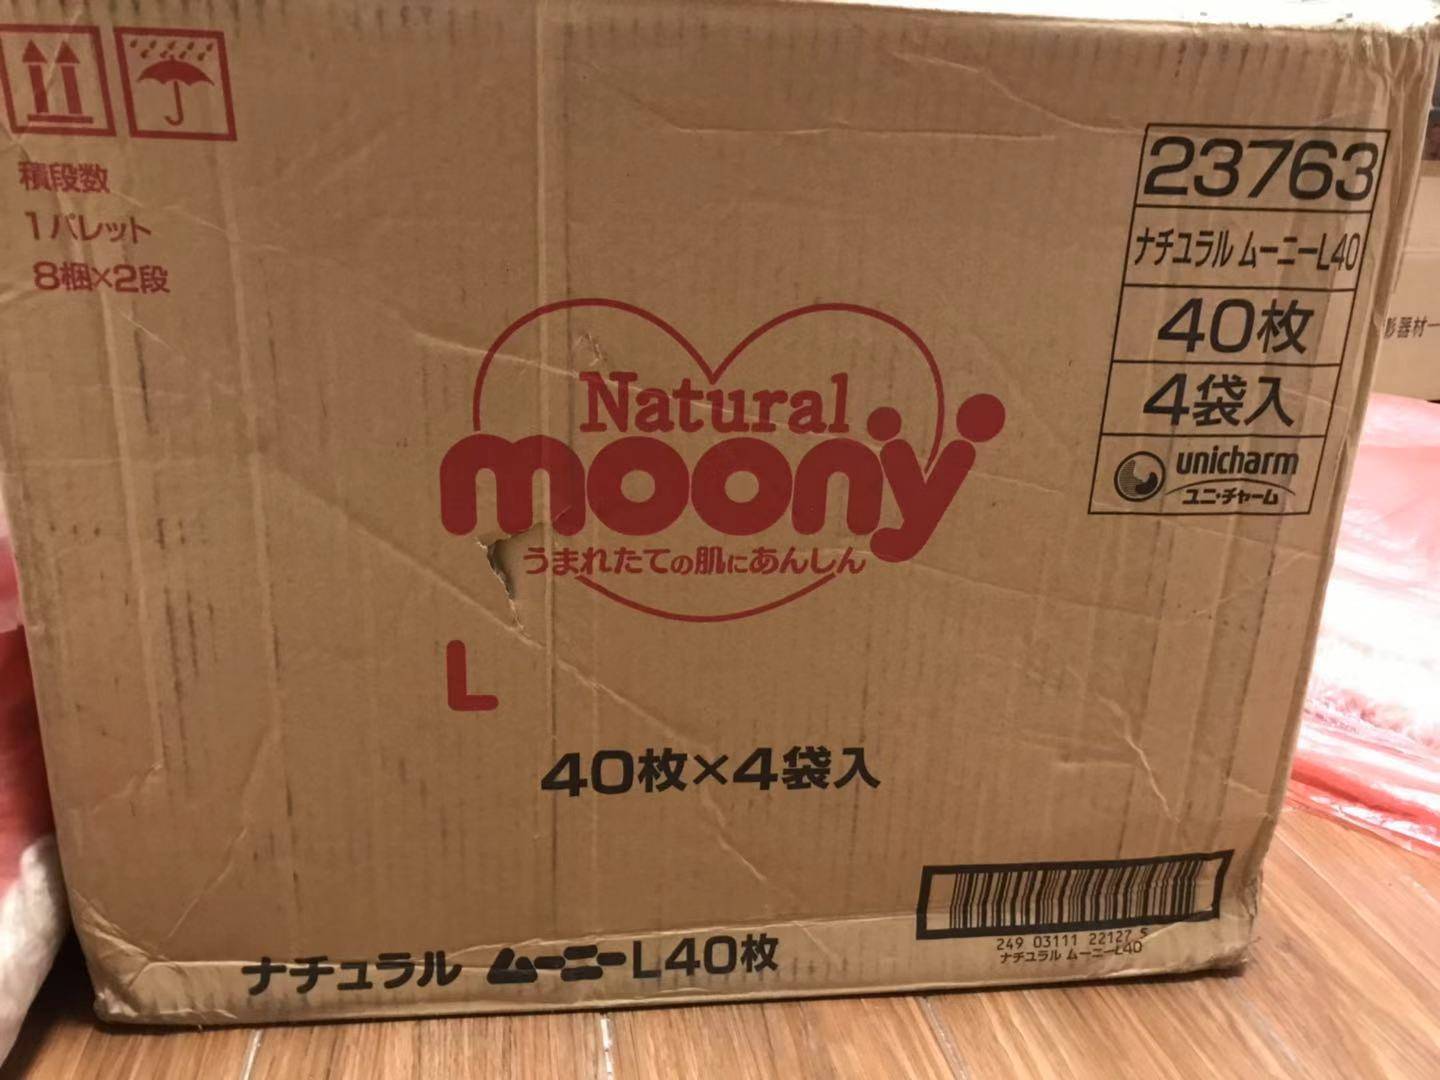 積段数
1パレット
8梱×2段
23763
ナチュラル ムーニーL40
40枚
4袋入
unicharm
ユニ・チャーム
Natural
moony
うまれたての肌にあんしん
L
40枚×4袋入
249 03111 22127 5
ナチュラル ムーニーL40
ナチュラル ムーニーL40枚
影器材一